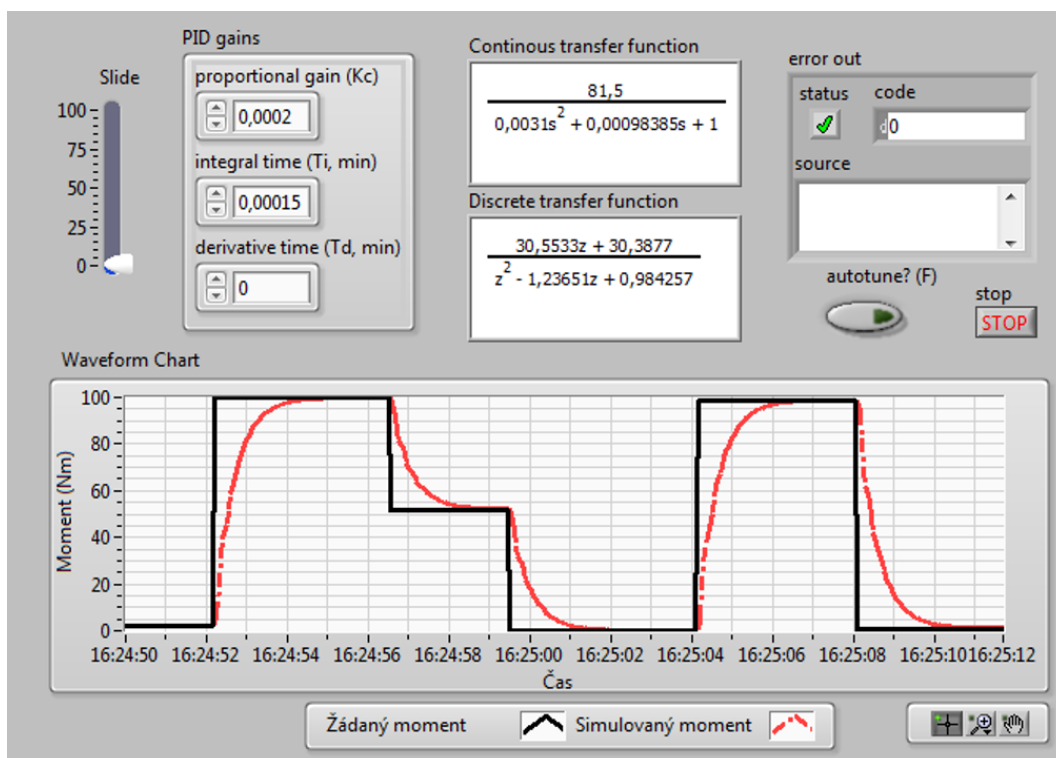 PID gains
Slide
100
75
50
25
0
proportional gain (Kc)
0,0002
integral time (Ti, min)
0,00015
derivative time (Td, min)
0
Continous transfer function
81,5
0,0031s² + 0,00098385s + 1
Discrete transfer function
30,5533z + 30,3877
z² - 1,23651z + 0,984257
error out
status
code
d0
source
autotune? (F)
stop
STOP
Waveform Chart
Moment (Nm)
100
80
60
40
20
0
16:24:50 16:24:52 16:24:54 16:24:56 16:24:58 16:25:00 16:25:02 16:25:04 16:25:06 16:25:08 16:25:10 16:25:12
Čas
Žádaný moment
Simulovaný moment